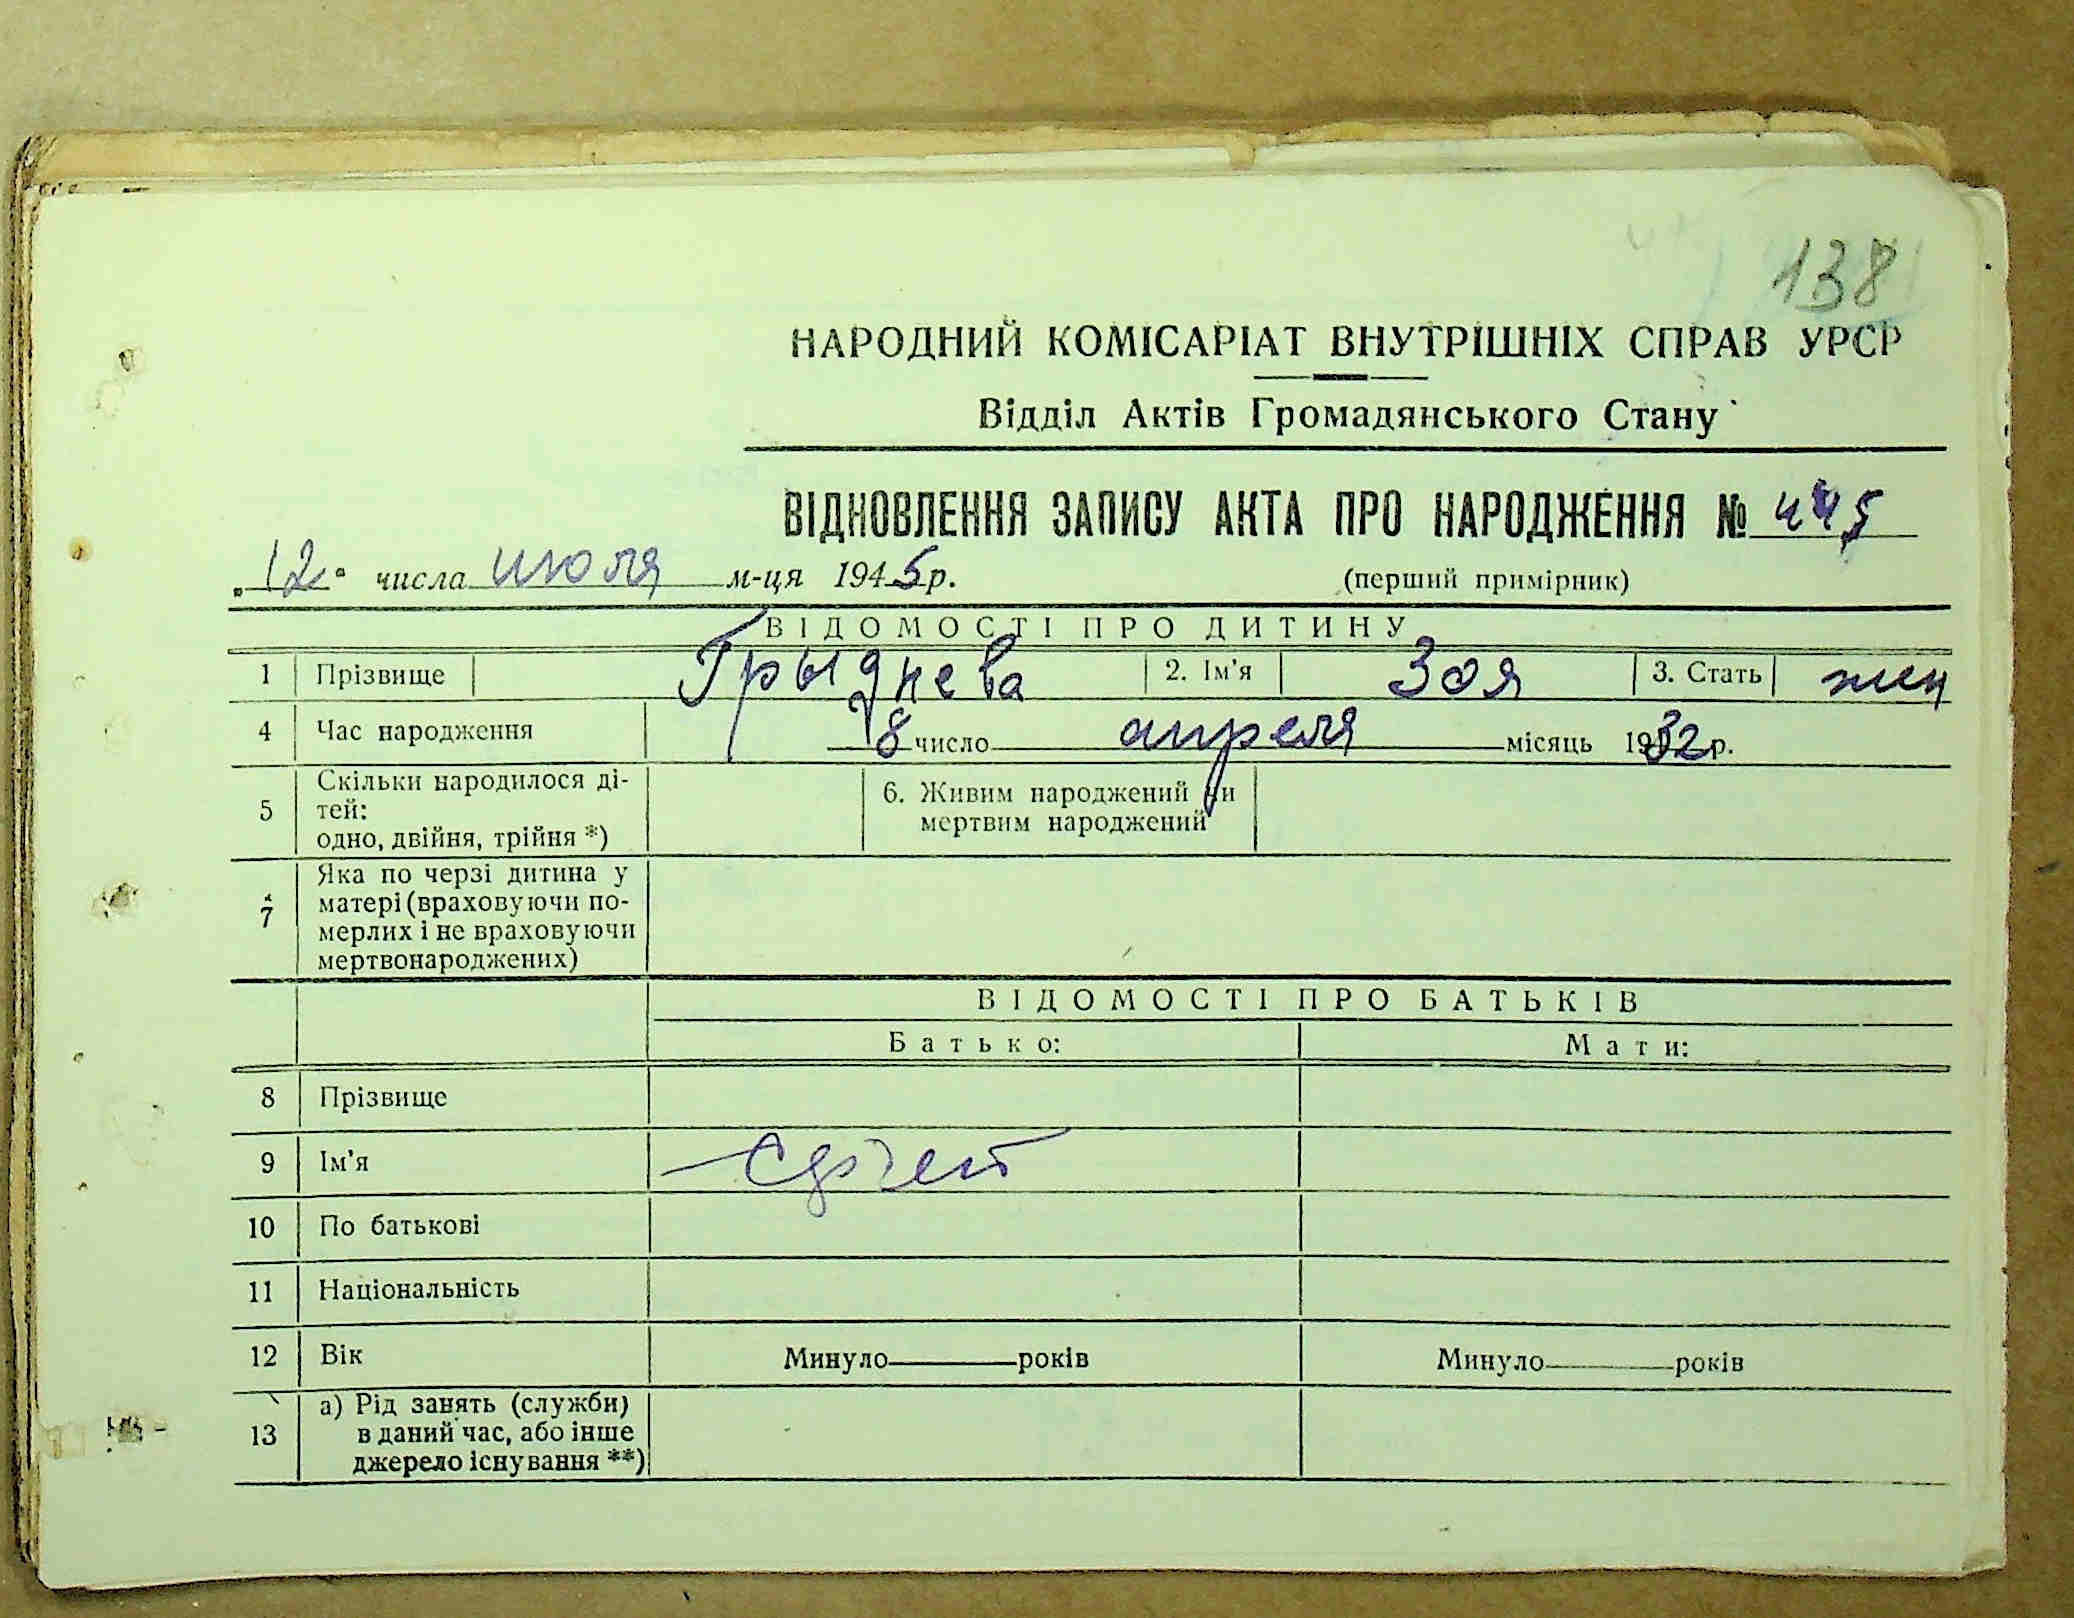 138
НАРОДНИЙ КОМІСАРІАТ ВНУТРІШНІХ СПРАВ УРСР
Відділ Актів Громадянського Стану
ВІДНОВЛЕННЯ ЗАПИСУ АКТА ПРО НАРОДЖЕННЯ № 445
12 числа июля м-ця 1945 р. (перший примірник)
ВІДОМОСТІ ПРО ДИТИНУ
1 Прізвище Грыднева 2. Ім'я Зоя 3. Стать жен
4 Час народження 8 число апреля місяць 1932 р.
5 Скільки народилося ді-
тей:
одно, двійня, трійня *)
6. Живим народжений чи
мертвим народжений
7 Яка по черзі дитина у
матері (враховуючи по-
мерлих і не враховуючи
мертвонароджених)
ВІДОМОСТІ ПРО БАТЬКІВ
Батько: Мати:
8 Прізвище
9 Ім'я
10 По батькові
11 Національність
12 Вік Минуло років Минуло років
13 а) Рід занять (служби)
в даний час, або інше
джерело існування **)